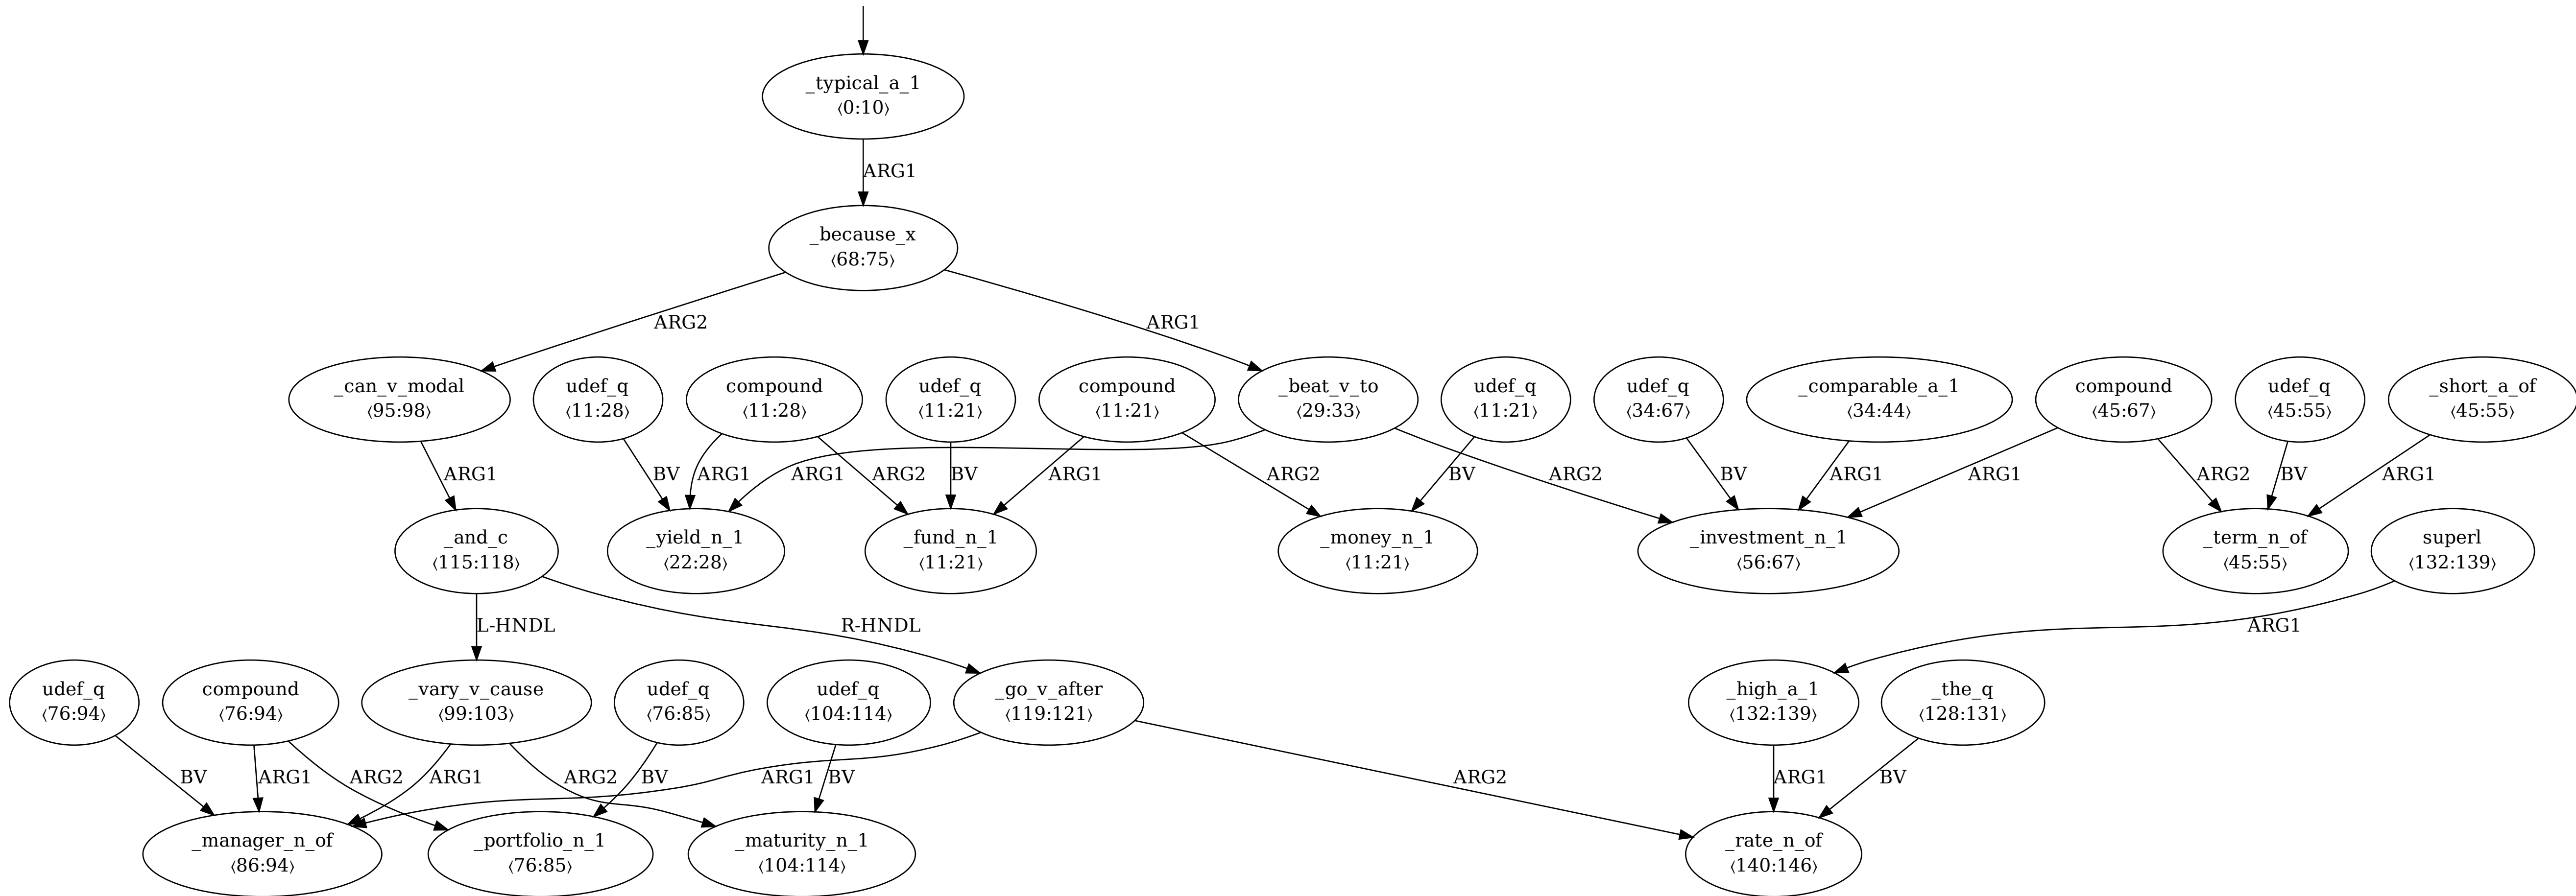 _typical_a_1
⟨0:10⟩
ARG1
_because_x
⟨68:75⟩
ARG2
ARG1
_can_v_modal
⟨95:98⟩
udef_q
⟨11:28⟩
compound
⟨11:28⟩
udef_q
⟨11:21⟩
compound
⟨11:21⟩
_beat_v_to
⟨29:33⟩
udef_q
⟨11:21⟩
udef_q
⟨34:67⟩
_comparable_a_1
⟨34:44⟩
compound
⟨45:67⟩
udef_q
⟨45:55⟩
_short_a_of
⟨45:55⟩
ARG1
BV
ARG1
ARG2
BV
ARG1
ARG1
ARG2
BV
ARG2
BV
ARG1
ARG1
ARG2
BV
ARG1
_and_c
⟨115:118⟩
_yield_n_1
⟨22:28⟩
_fund_n_1
⟨11:21⟩
_money_n_1
⟨11:21⟩
_investment_n_1
⟨56:67⟩
_term_n_of
⟨45:55⟩
superl
⟨132:139⟩
L-HNDL
R-HNDL
ARG1
udef_q
⟨76:94⟩
compound
⟨76:94⟩
_vary_v_cause
⟨99:103⟩
udef_q
⟨76:85⟩
udef_q
⟨104:114⟩
_go_v_after
⟨119:121⟩
_high_a_1
⟨132:139⟩
_the_q
⟨128:131⟩
BV
ARG1
ARG2
ARG1
ARG2
BV
ARG1
BV
ARG2
ARG1
BV
_manager_n_of
⟨86:94⟩
_portfolio_n_1
⟨76:85⟩
_maturity_n_1
⟨104:114⟩
_rate_n_of
⟨140:146⟩